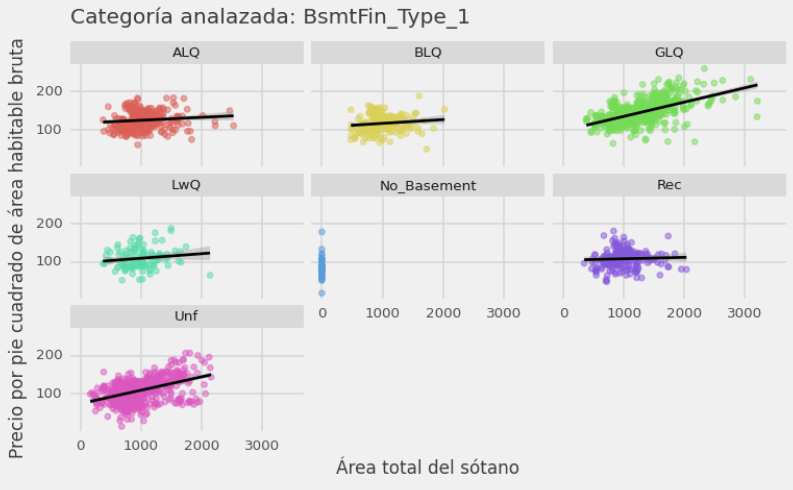 Categoría analazada: BsmtFin_Type_1
Precio por pie cuadrado de área habitable bruta
ALQ
BLQ
GLQ
200
100
LwQ
No_Basement
Rec
200
100
0
1000
2000
3000
0
1000
2000
3000
Unf
200
100
0
1000
2000
3000
Área total del sótano